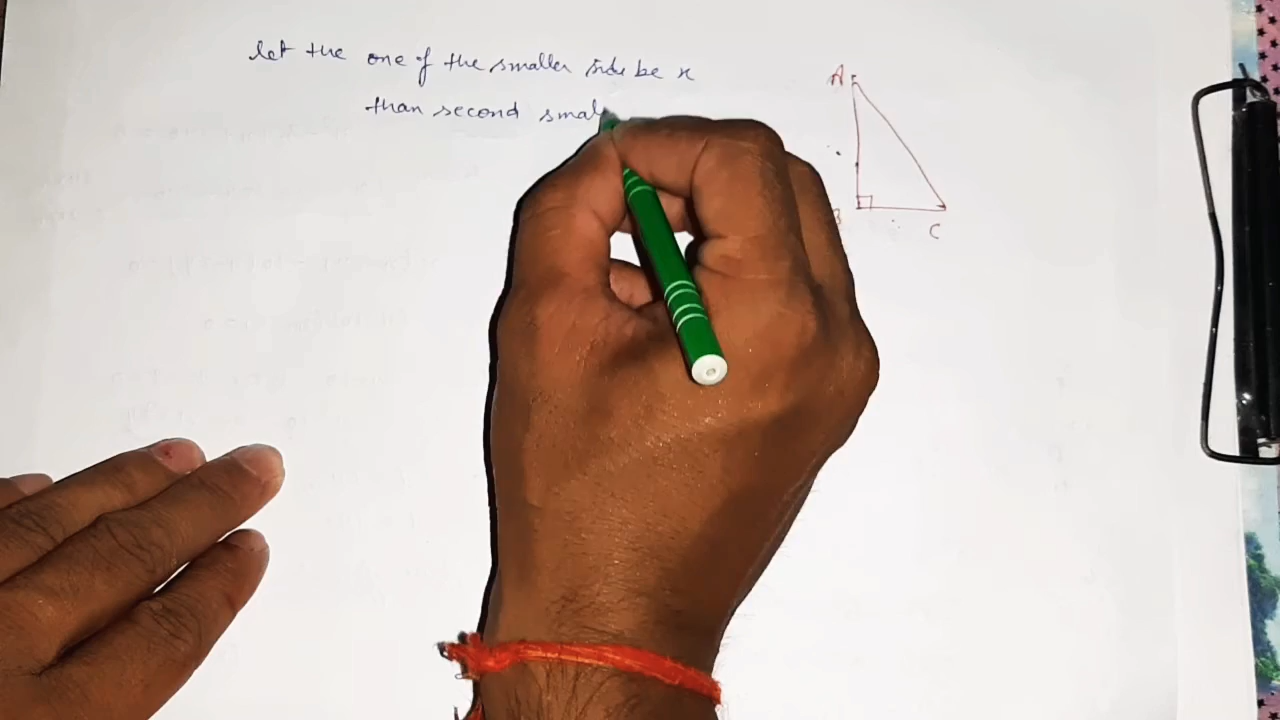 let the one of the smaller side be x
than second smal
A
C